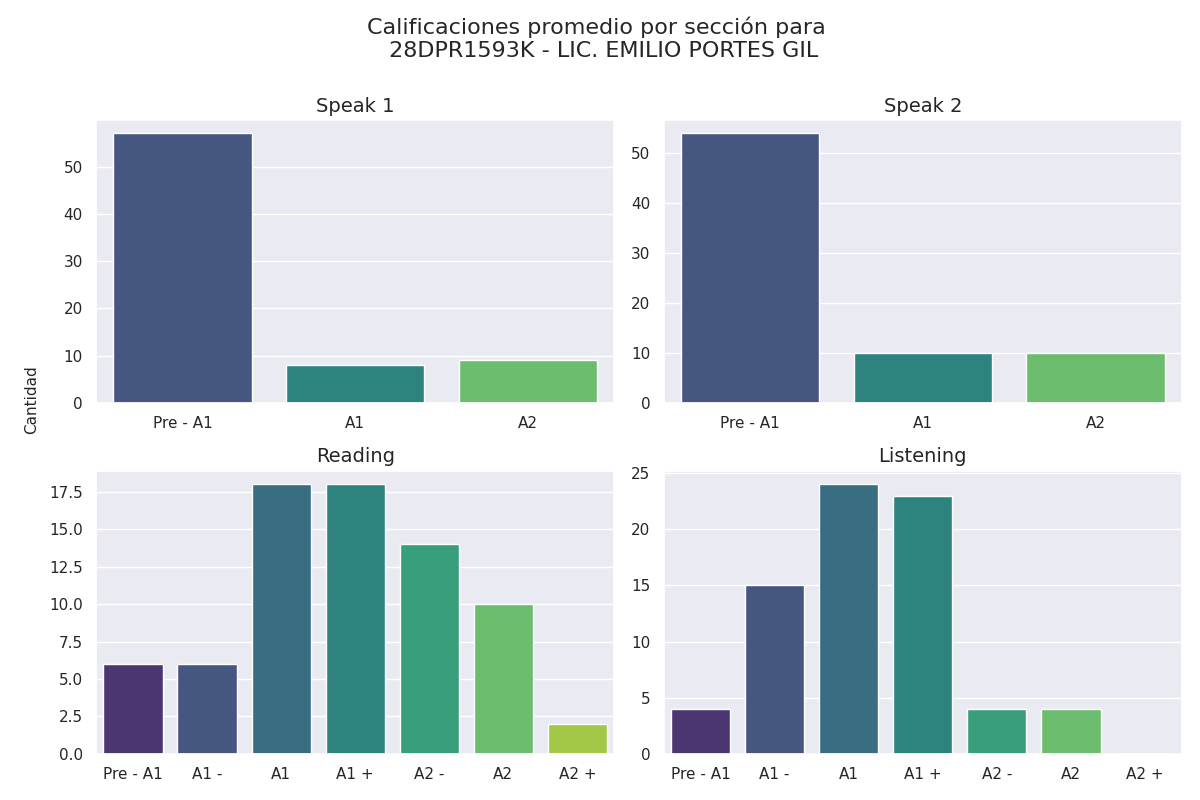 Calificaciones promedio por sección para
28DPR1593K - LIC. EMILIO PORTES GIL
Speak 1
Speak 2
50
40
30
20
10
0
Pre - A1 A1 A2
50
40
30
20
10
0
Pre - A1 A1 A2
Cantidad
Reading
Listening
17.5
15.0
12.5
10.0
7.5
5.0
2.5
0.0
Pre - A1 A1 - A1 A1 + A2 - A2 A2 +
25
20
15
10
5
0
Pre - A1 A1 - A1 A1 + A2 - A2 A2 +